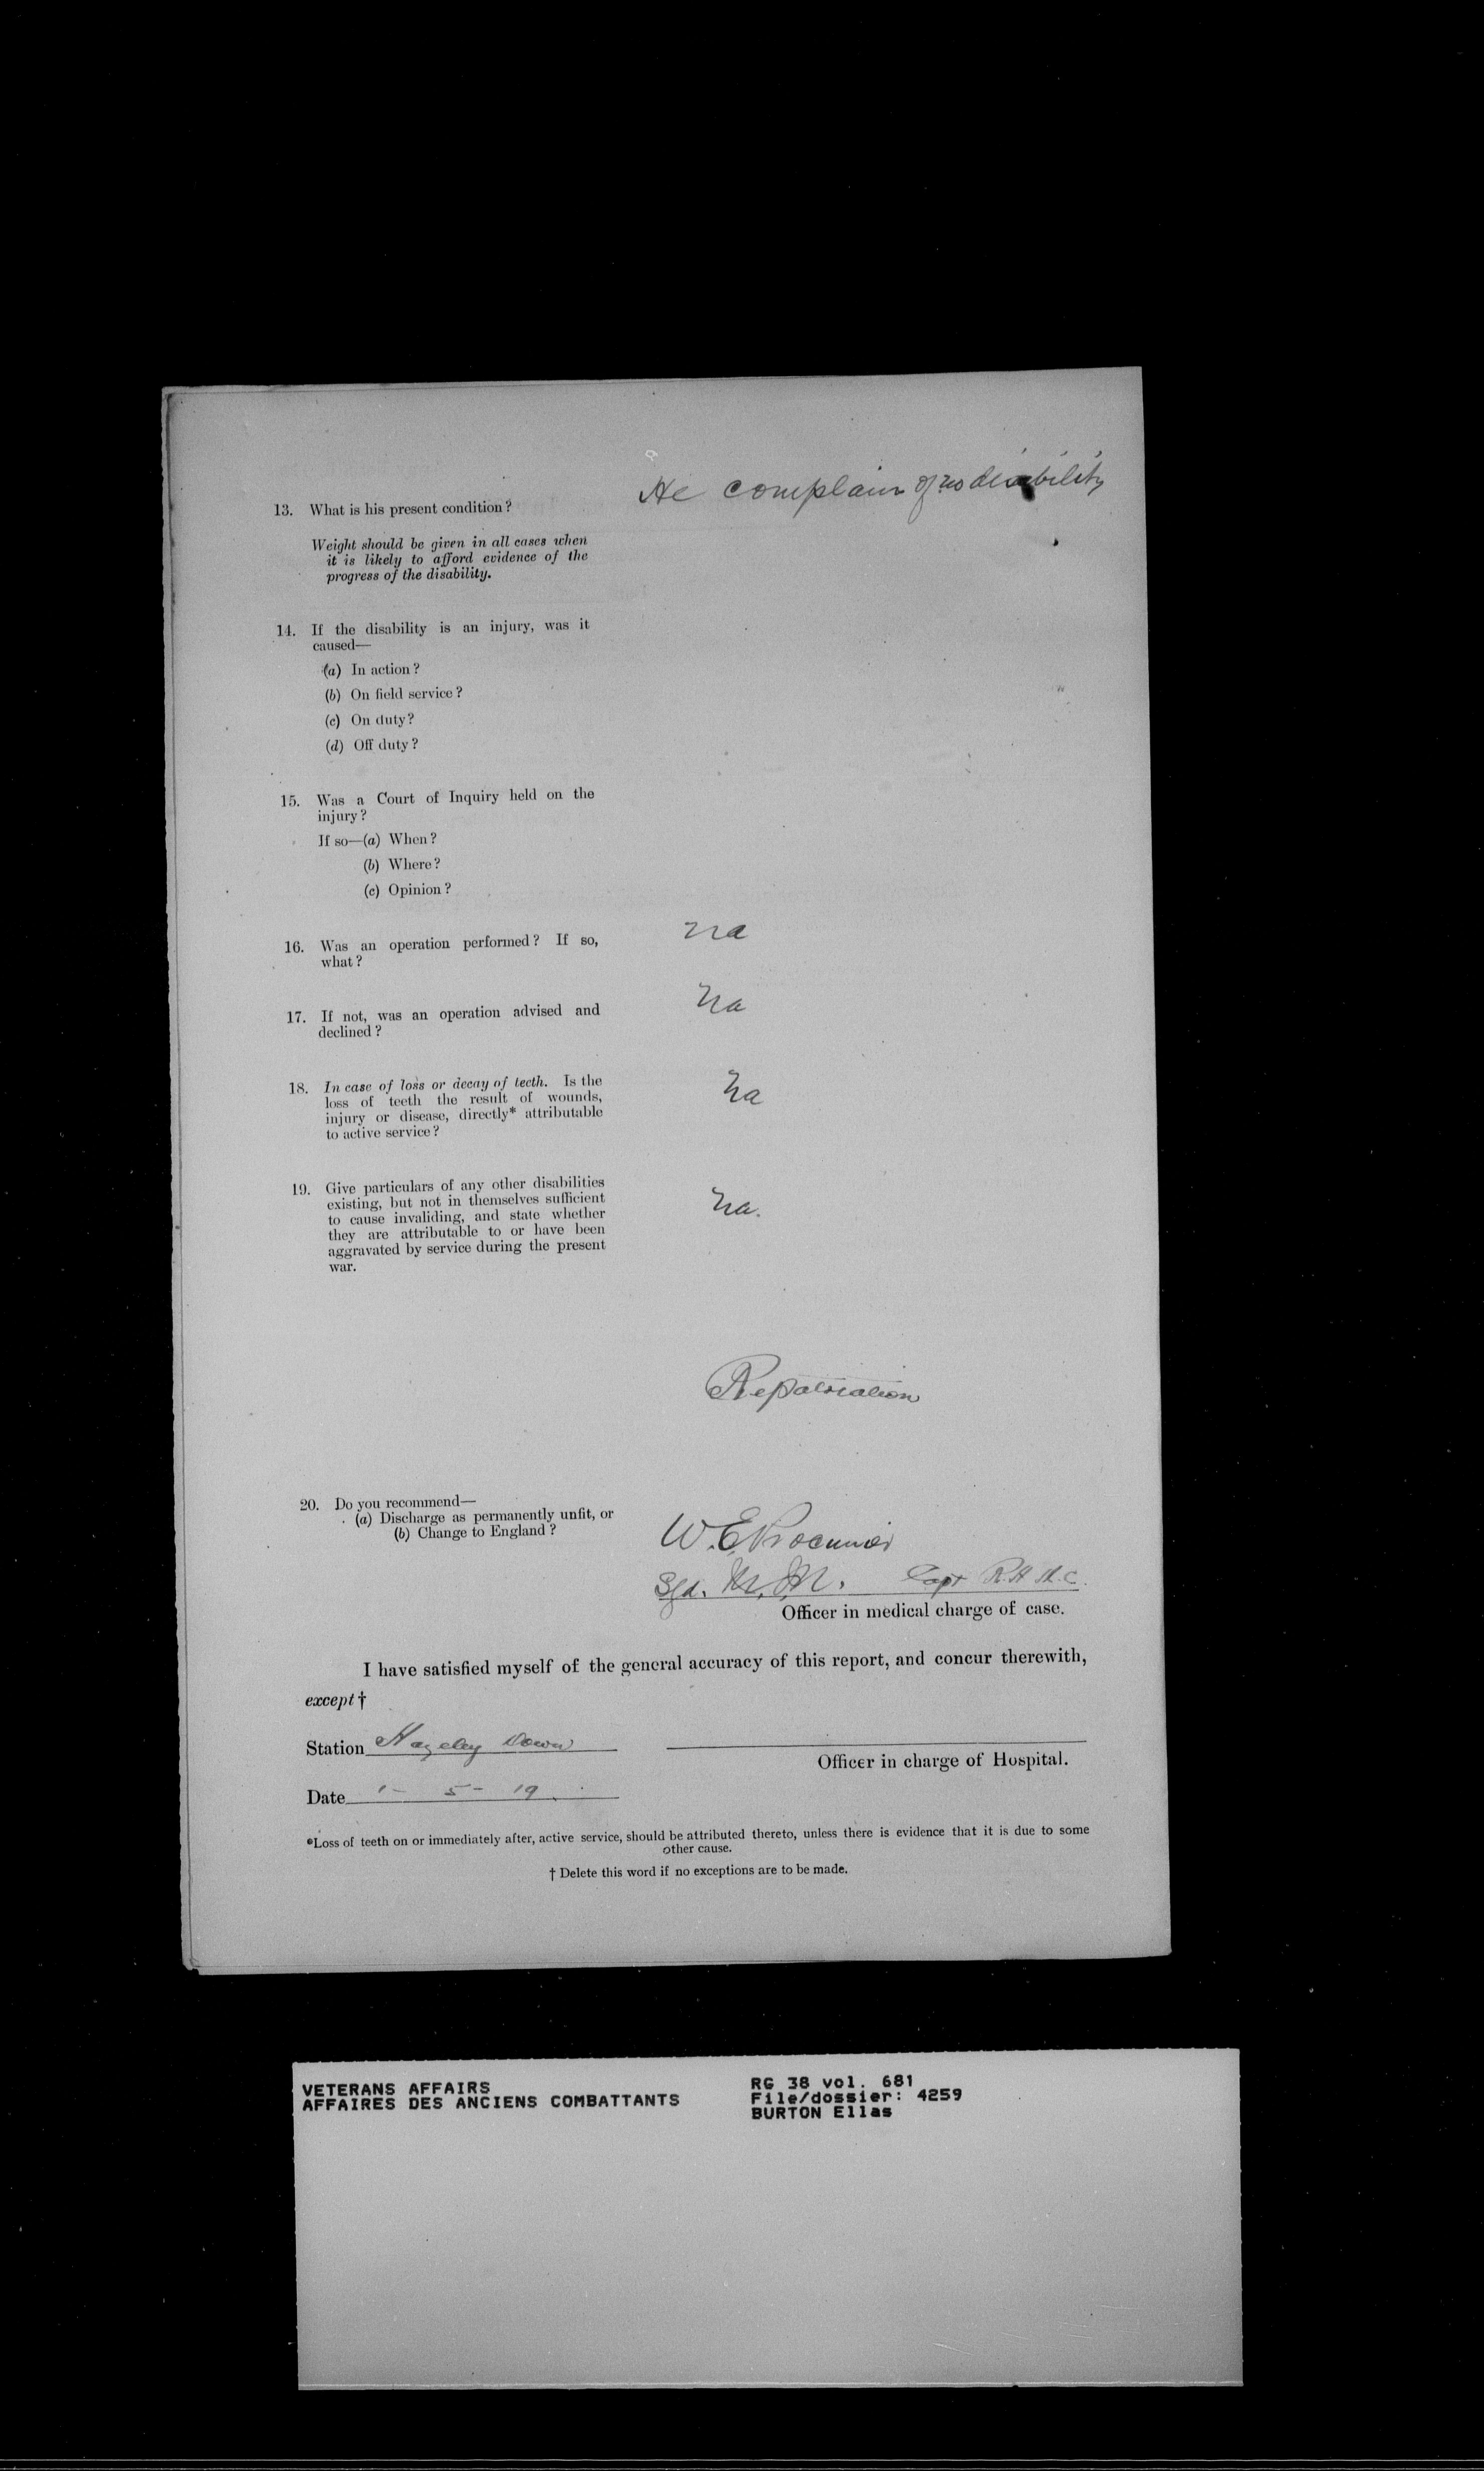 He complains of no disability
13. What is his present condition?
Weight should be given in all cases when
it is likely to afford evidence of the
progress of the disability.
14. If the disability is an injury, was it
caused—
(a) In action?
(b) On field service?
(c) On duty?
(d) Off duty?
15. Was a Court of Inquiry held on the
injury?
If so—(a) When?
(b) Where?
(c) Opinion?
16. Was an operation performed? If so, na
what?
17. If not, was an operation advised and na
declined?
18. In case of loss or decay of teeth. Is the na
loss of teeth the result of wounds,
injury or disease, directly* attributable
to active service?
19. Give particulars of any other disabilities
existing, but not in themselves sufficient na.
to cause invaliding, and state whether
they are attributable to or have been
aggravated by service during the present
war.
Repatriation
20. Do you recommend—
(a) Discharge as permanently unfit, or
(b) Change to England?
W.E.
Sgd. Capt
Officer in medical charge of case.
I have satisfied myself of the general accuracy of this report, and concur therewith,
except †
Station Hazeley Down
Officer in charge of Hospital.
Date 1- 5- 19.
*Loss of teeth on or immediately after, active service, should be attributed thereto, unless there is evidence that it is due to some
other cause.
† Delete this word if no exceptions are to be made.
VETERANS AFFAIRS RG 38 vol. 681
AFFAIRES DES ANCIENS COMBATTANTS File/dossier: 4259
BURTON Ellas